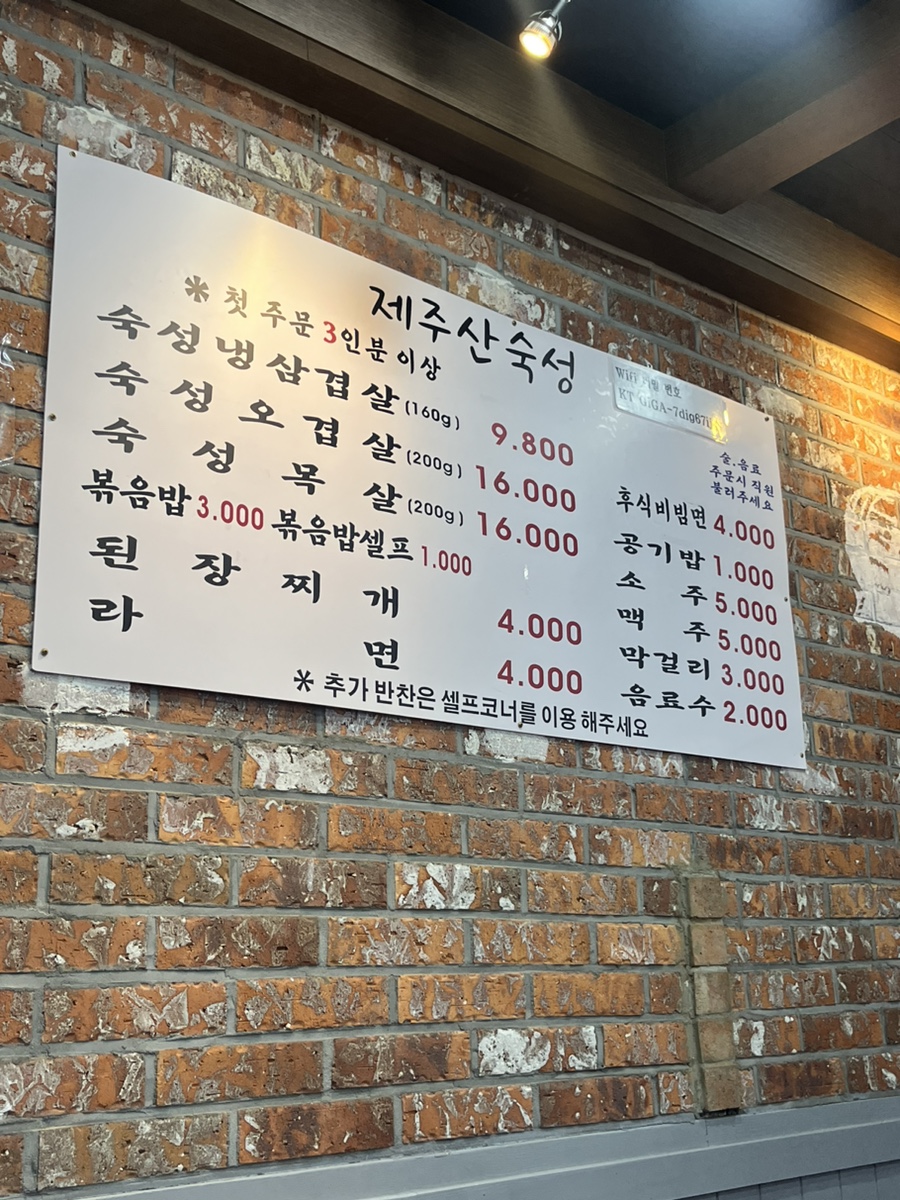 제주산숙성
* 첫 주문 3인분 이상
숙성냉삼겹살 (160g) 9.800
숙성오겹살 (200g) 16.000
숙성목살 (200g) 16.000
볶음밥 3.000 볶음밥셀프 1.000
된장찌개 4.000
라면 4.000
* 추가 반찬은 셀프코너를 이용 해주세요
Wifi 번호
KT GiGA-7dig67
술.음료
주문시 직원
불러주세요
후식비빔면 4.000
공기밥 1.000
소주 5.000
맥주 5.000
막걸리 3.000
음료수 2.000